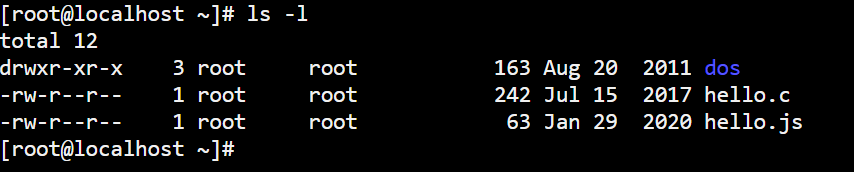 [root@localhost ~]# ls -l
total 12
drwxr-xr-x    3 root     root           163 Aug 20  2011 dos
-rw-r--r--    1 root     root           242 Jul 15  2017 hello.c
-rw-r--r--    1 root     root            63 Jan 29  2020 hello.js
[root@localhost ~]#